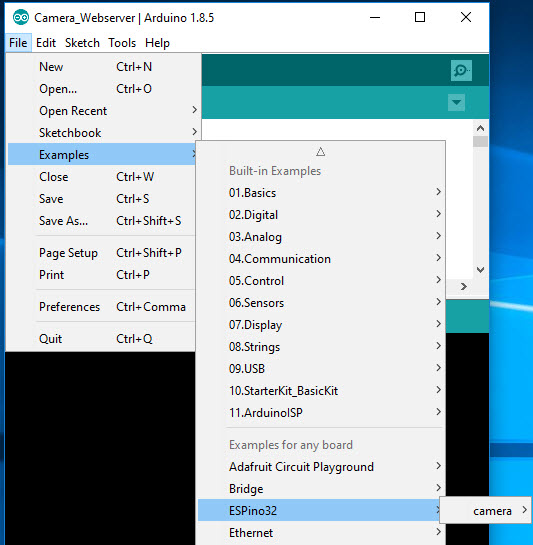 Camera_Webserver | Arduino 1.8.5
File Edit Sketch Tools Help
New Ctrl+N
Open... Ctrl+O
Open Recent
Sketchbook
Examples
Close Ctrl+W
Save Ctrl+S
Save As... Ctrl+Shift+S
Page Setup Ctrl+Shift+P
Print Ctrl+P
Preferences Ctrl+Comma
Quit Ctrl+Q
Built-in Examples
01.Basics
02.Digital
03.Analog
04.Communication
05.Control
06.Sensors
07.Display
08.Strings
09.USB
10.StarterKit_BasicKit
11.ArduinoISP
Examples for any board
Adafruit Circuit Playground
Bridge
ESPino32
camera
Ethernet